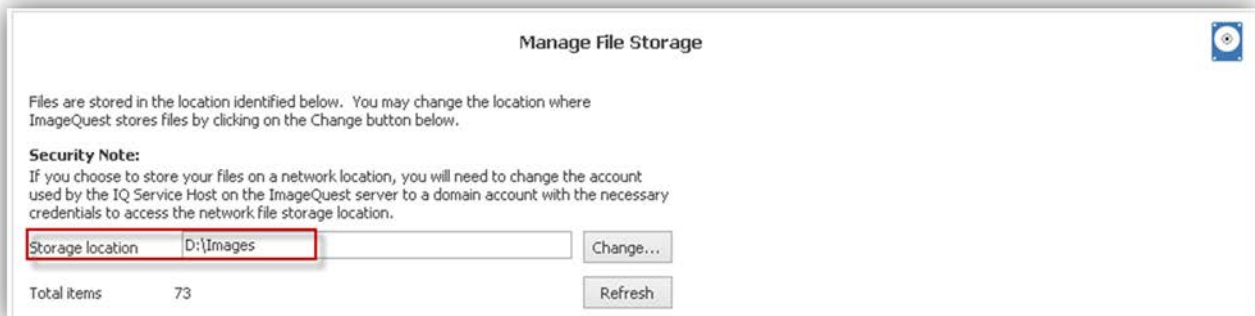 Manage File Storage
Files are stored in the location identified below. You may change the location where
ImageQuest stores files by clicking on the Change button below.
Security Note:
If you choose to store your files on a network location, you will need to change the account
used by the IQ Service Host on the ImageQuest server to a domain account with the necessary
credentials to access the network file storage location.
Storage location D:\Images Change...
Total items 73 Refresh